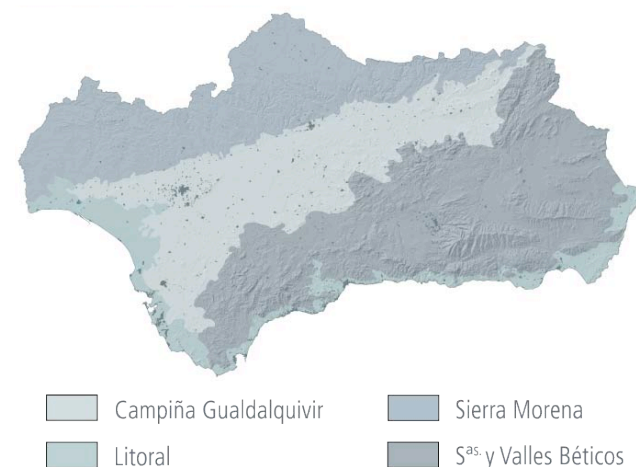 Campiña Gualdalquivir
Sierra Morena
Litoral
Sas. y Valles Béticos